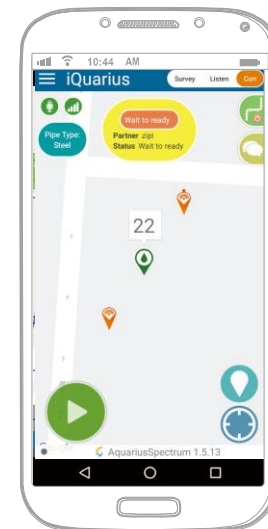 10:44 AM
iQuarius
Survey Listen Corr
Wait to ready
Partner zipi
Status Wait to ready
Pipe Type:
Steel
22
AquariusSpectrum 1.5.13